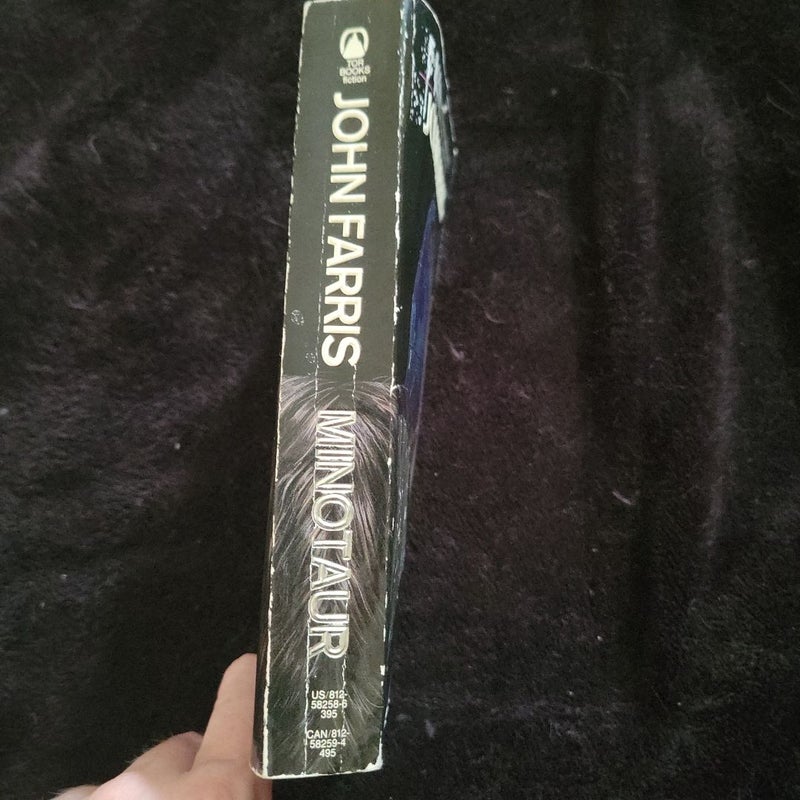 TOR
BOOKS
fiction
JOHN FARRIS
MINOTAUR
US/812-
58258-6
395
CAN/812-
58259-4
495